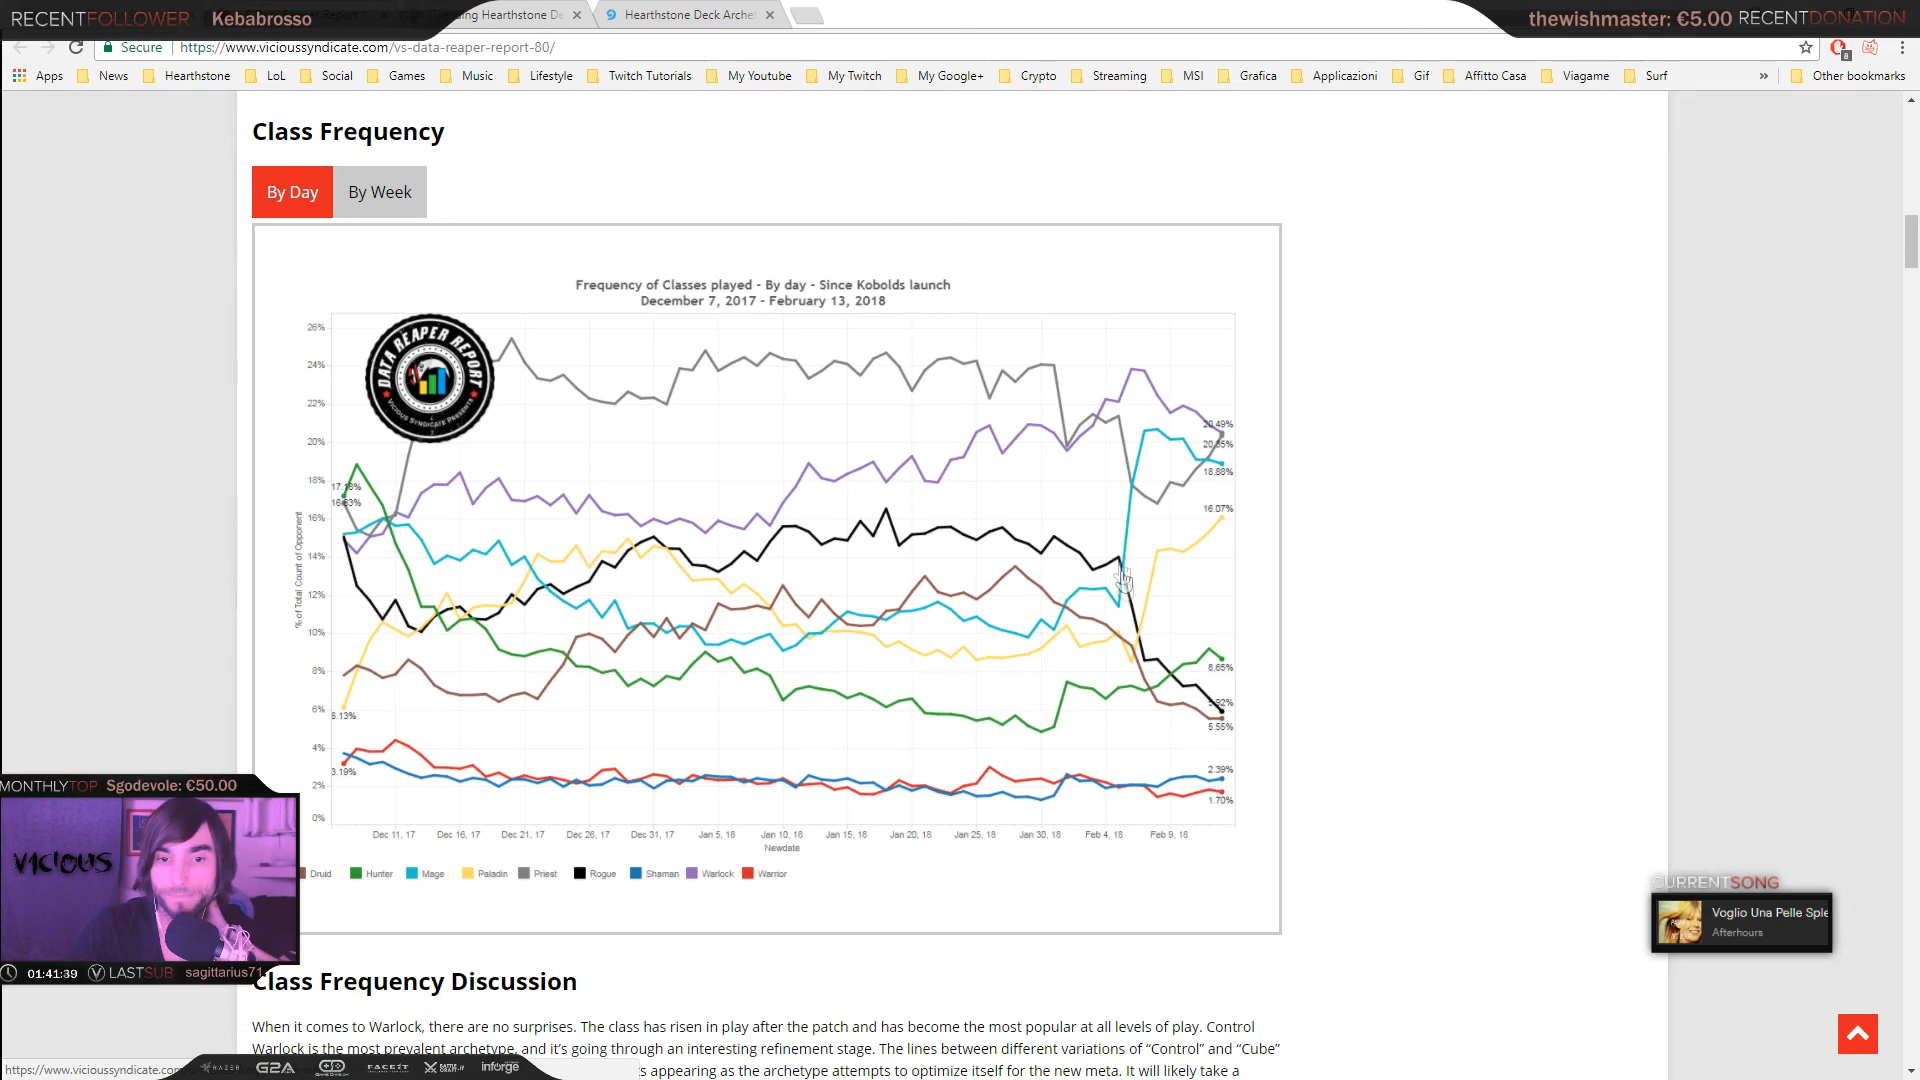 RECENTFOLLOWER Kebabrosso
Hearthstone De
Hearthstone Deck Arche
thewishmaster: €5.00 RECENTDONATION
Secure https://www.vicioussyndicate.com/vs-data-reaper-report-80/
8
Apps News Hearthstone LoL Social Games Music Lifestyle Twitch Tutorials My Youtube My Twitch My Google+ Crypto Streaming MSI Grafica Applicazioni Gif Affitto Casa Viagame Surf » Other bookmarks
Class Frequency
By Day By Week
Frequency of Classes played - By day - Since Kobolds launch
December 7, 2017 - February 13, 2018
DATA REAPER REPORT
VICIOUS SYNDICATE PRESENTS
26%
24%
22%
20%
18%
16%
14%
12%
10%
8%
6%
4%
2%
0%
% of Total Count of Opponent
17.18%
6.13%
3.19%
20.49%
18.88%
16.07%
8.65%
5.55%
2.39%
1.70%
Dec 11, 17 Dec 16, 17 Dec 21, 17 Dec 26, 17 Dec 31, 17 Jan 5, 18 Jan 10, 18 Jan 15, 18 Jan 20, 18 Jan 25, 18 Jan 30, 18 Feb 4, 18 Feb 9, 18
Newdate
Druid Hunter Mage Paladin Priest Rogue Shaman Warlock Warrior
MONTHLYTOP Sgodevole: €50.00
V1C1OUS
01:41:39 LASTSUB sagittarius71
CURRENTSONG
Voglio Una Pelle Sple
Afterhours
Class Frequency Discussion
When it comes to Warlock, there are no surprises. The class has risen in play after the patch and has become the most popular at all levels of play. Control
Warlock is the most prevalent archetype, and it's going through an interesting refinement stage. The lines between different variations of “Control” and “Cube”
s appearing as the archetype attempts to optimize itself for the new meta. It will likely take a
https://www.vicioussyndicate.com
RAZER G2A FACEIT inforge